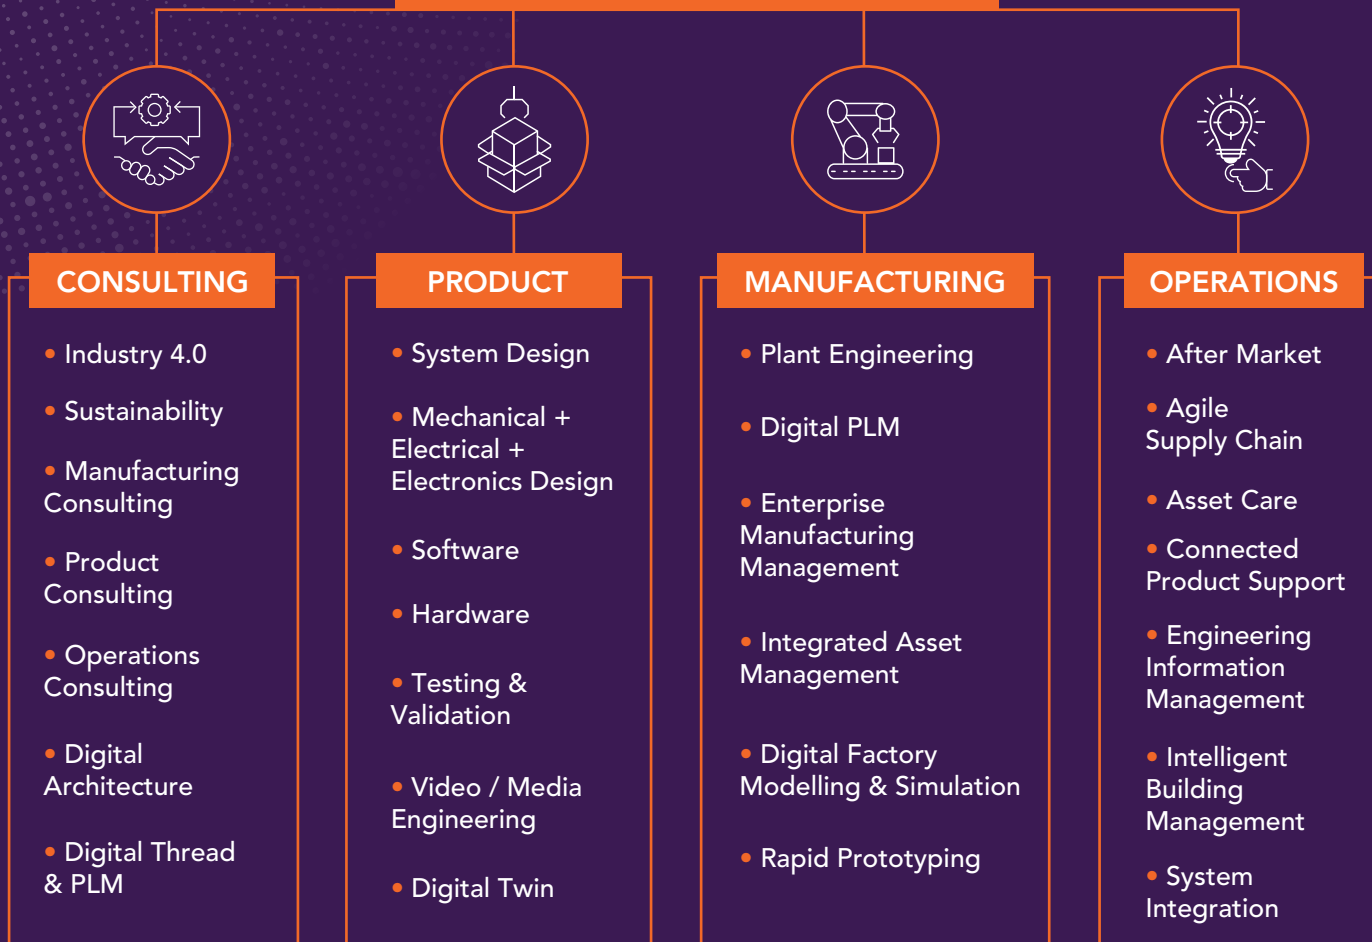 CONSULTING
• Industry 4.0
• Sustainability
• Manufacturing
Consulting
• Product
Consulting
• Operations
Consulting
• Digital
Architecture
• Digital Thread
& PLM
PRODUCT
• System Design
• Mechanical +
Electrical +
Electronics Design
• Software
• Hardware
• Testing &
Validation
• Video / Media
Engineering
• Digital Twin
MANUFACTURING
• Plant Engineering
• Digital PLM
• Enterprise
Manufacturing
Management
• Integrated Asset
Management
• Digital Factory
Modelling & Simulation
• Rapid Prototyping
OPERATIONS
• After Market
• Agile
Supply Chain
• Asset Care
• Connected
Product Support
• Engineering
Information
Management
• Intelligent
Building
Management
• System
Integration